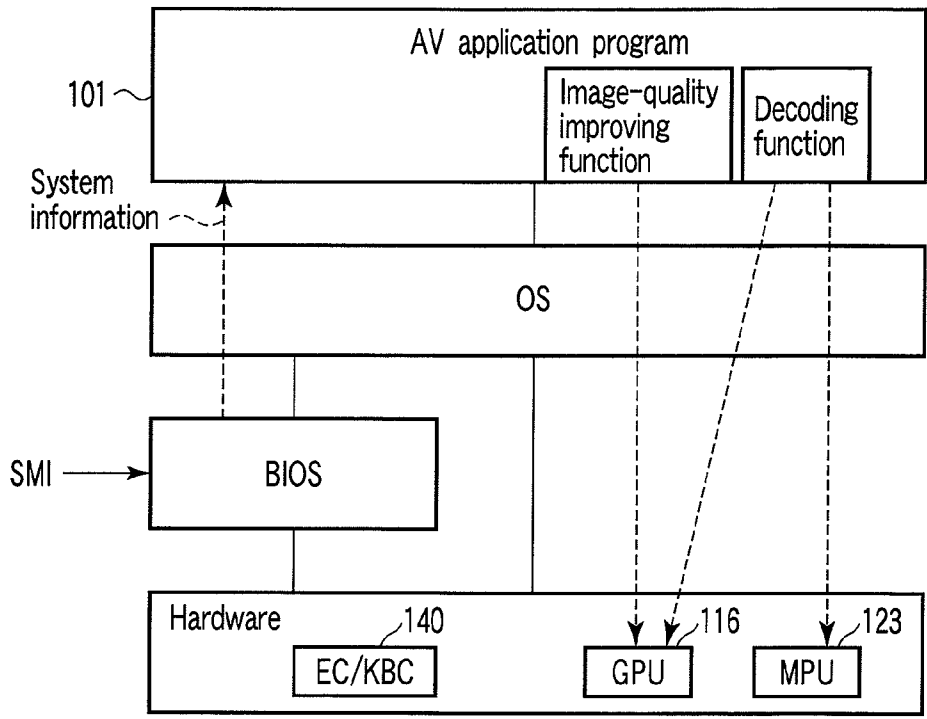 AV application program
101
Image-quality
improving
function
Decoding
function
System
information
OS
SMI
BIOS
Hardware
140
EC/KBC
116
GPU
123
MPU